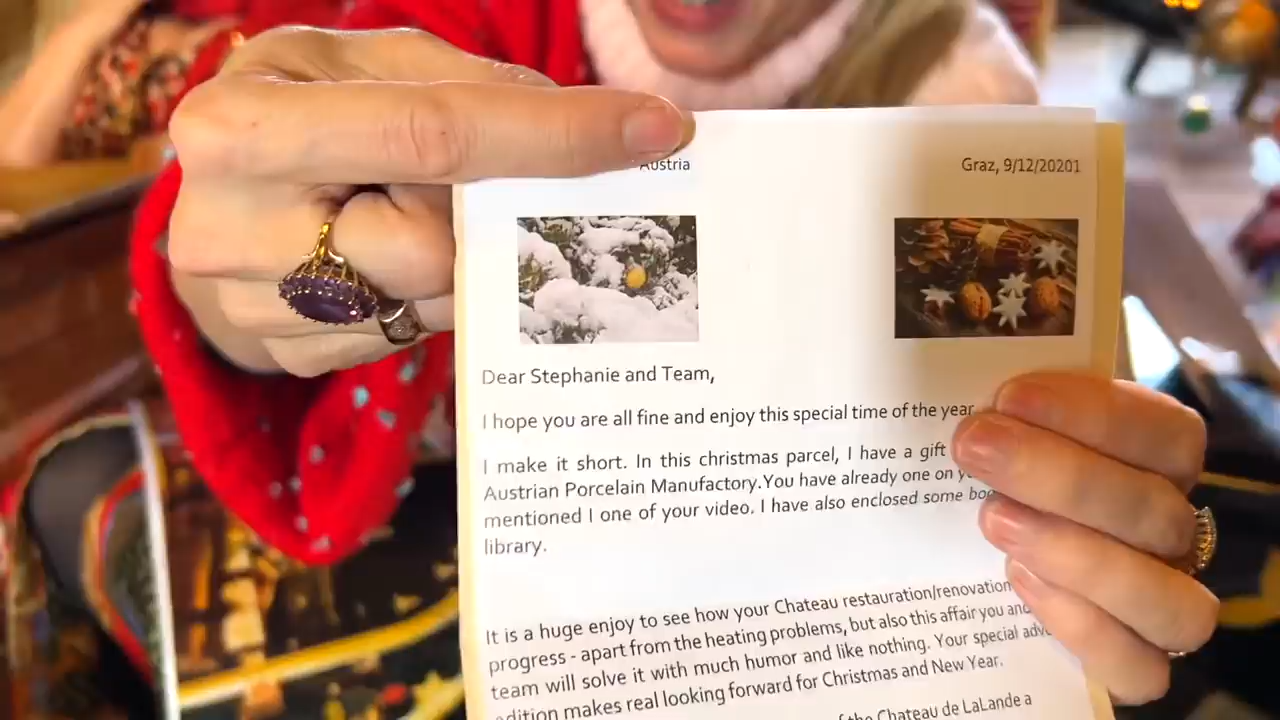 Austria
Graz, 9/12/20201
Dear Stephanie and Team,
I hope you are all fine and enjoy this special time of the year
I make it short. In this christmas parcel, I have a gift
Austrian Porcelain Manufactory.You have already one on
mentioned I one of your video. I have also enclosed some
library.
It is a huge enjoy to see how your Chateau restauration/renovation
progress - apart from the heating problems, but also this affair you and
team will solve it with much humor and like nothing. Your special
edition makes real looking forward for Christmas and New Year.
the Chateau de LaLande a